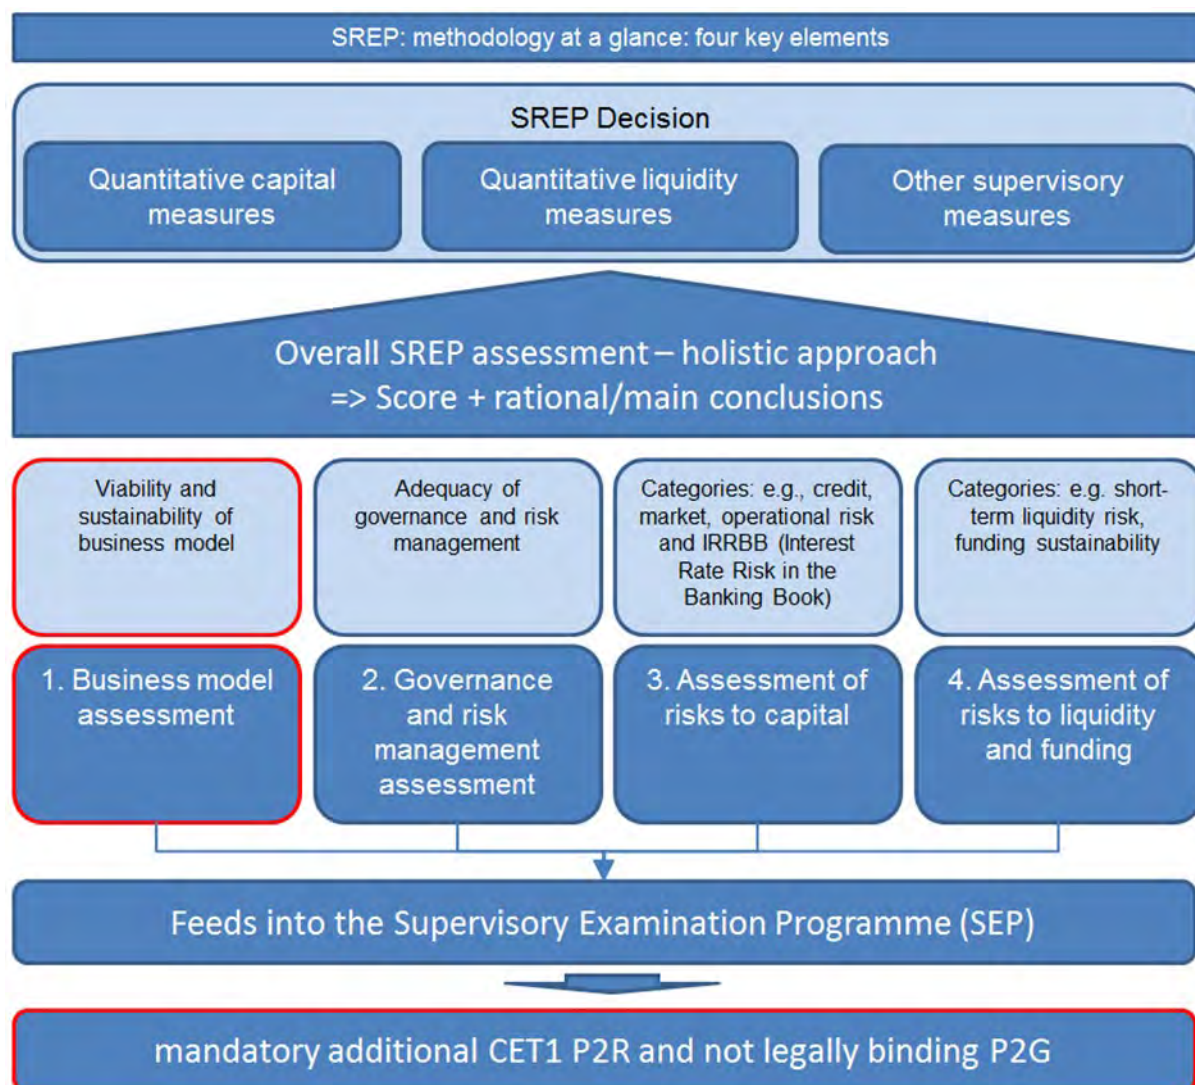 SREP: methodology at a glance: four key elements
SREP Decision
Quantitative capital
measures
Quantitative liquidity
measures
Other supervisory
measures
Overall SREP assessment – holistic approach
=> Score + rational/main conclusions
Viability and
sustainability of
business model
Adequacy of
governance and risk
management
Categories: e.g., credit,
market, operational risk
and IRRBB (Interest
Rate Risk in the
Banking Book)
Categories: e.g. short-
term liquidity risk,
funding sustainability
1. Business model
assessment
2. Governance
and risk
management
assessment
3. Assessment of
risks to capital
4. Assessment of
risks to liquidity
and funding
Feeds into the Supervisory Examination Programme (SEP)
mandatory additional CET1 P2R and not legally binding P2G